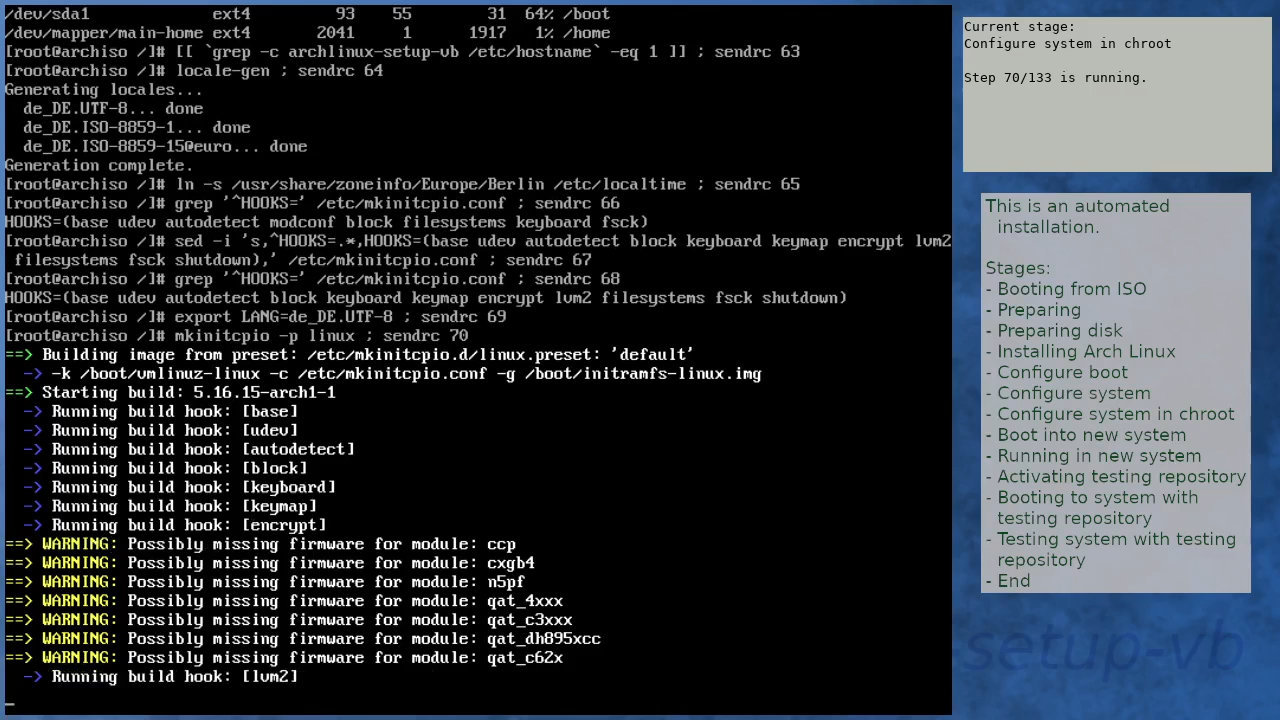 /dev/sda1             ext4         93    55        31  64% /boot
/dev/mapper/main-home ext4       2041     1      1917   1% /home
[root@archiso /]# [[ `grep -c archlinux-setup-vb /etc/hostname` -eq 1 ]] ; sendrc 63
[root@archiso /]# locale-gen ; sendrc 64
Generating locales...
  de_DE.UTF-8... done
  de_DE.ISO-8859-1... done
  de_DE.ISO-8859-15@euro... done
Generation complete.
[root@archiso /]# ln -s /usr/share/zoneinfo/Europe/Berlin /etc/localtime ; sendrc 65
[root@archiso /]# grep '^HOOKS=' /etc/mkinitcpio.conf ; sendrc 66
HOOKS=(base udev autodetect modconf block filesystems keyboard fsck)
[root@archiso /]# sed -i 's,^HOOKS=.*,HOOKS=(base udev autodetect block keyboard keymap encrypt lvm2
 filesystems fsck shutdown),' /etc/mkinitcpio.conf ; sendrc 67
[root@archiso /]# grep '^HOOKS=' /etc/mkinitcpio.conf ; sendrc 68
HOOKS=(base udev autodetect block keyboard keymap encrypt lvm2 filesystems fsck shutdown)
[root@archiso /]# export LANG=de_DE.UTF-8 ; sendrc 69
[root@archiso /]# mkinitcpio -p linux ; sendrc 70
==> Building image from preset: /etc/mkinitcpio.d/linux.preset: 'default'
  -> -k /boot/vmlinuz-linux -c /etc/mkinitcpio.conf -g /boot/initramfs-linux.img
==> Starting build: 5.16.15-arch1-1
  -> Running build hook: [base]
  -> Running build hook: [udev]
  -> Running build hook: [autodetect]
  -> Running build hook: [block]
  -> Running build hook: [keyboard]
  -> Running build hook: [keymap]
  -> Running build hook: [encrypt]
==> WARNING: Possibly missing firmware for module: ccp
==> WARNING: Possibly missing firmware for module: cxgb4
==> WARNING: Possibly missing firmware for module: n5pf
==> WARNING: Possibly missing firmware for module: qat_4xxx
==> WARNING: Possibly missing firmware for module: qat_c3xxx
==> WARNING: Possibly missing firmware for module: qat_dh895xcc
==> WARNING: Possibly missing firmware for module: qat_c62x
  -> Running build hook: [lvm2]
Current stage:
Configure system in chroot
Step 70/133 is running.
This is an automated
installation.
Stages:
- Booting from ISO
- Preparing
- Preparing disk
- Installing Arch Linux
- Configure boot
- Configure system
- Configure system in chroot
- Boot into new system
- Running in new system
- Activating testing repository
- Booting to system with
testing repository
- Testing system with testing
repository
- End
setup-vb